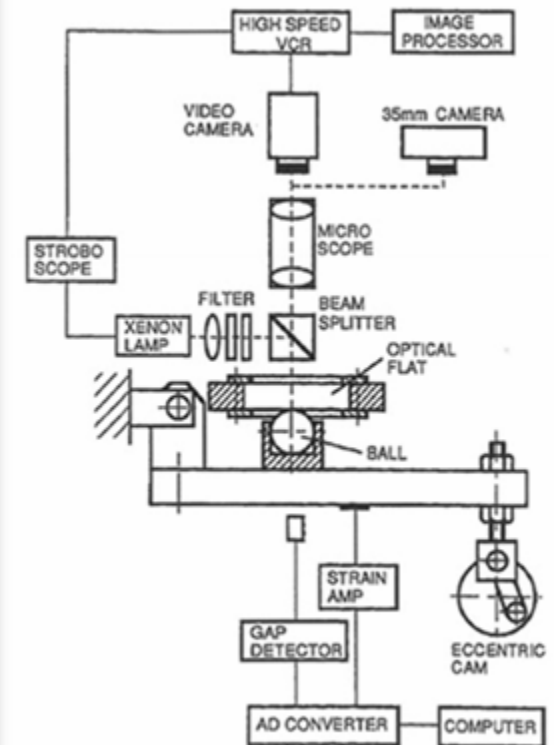 HIGH SPEED
VCR
IMAGE
PROCESSOR
VIDEO
CAMERA
35mm CAMERA
MICRO
SCOPE
STROBO
SCOPE
FILTER
BEAM
SPLITTER
XENON
LAMP
OPTICAL
FLAT
BALL
STRAIN
AMP
GAP
DETECTOR
ECCENTRIC
CAM
AD CONVERTER
COMPUTER